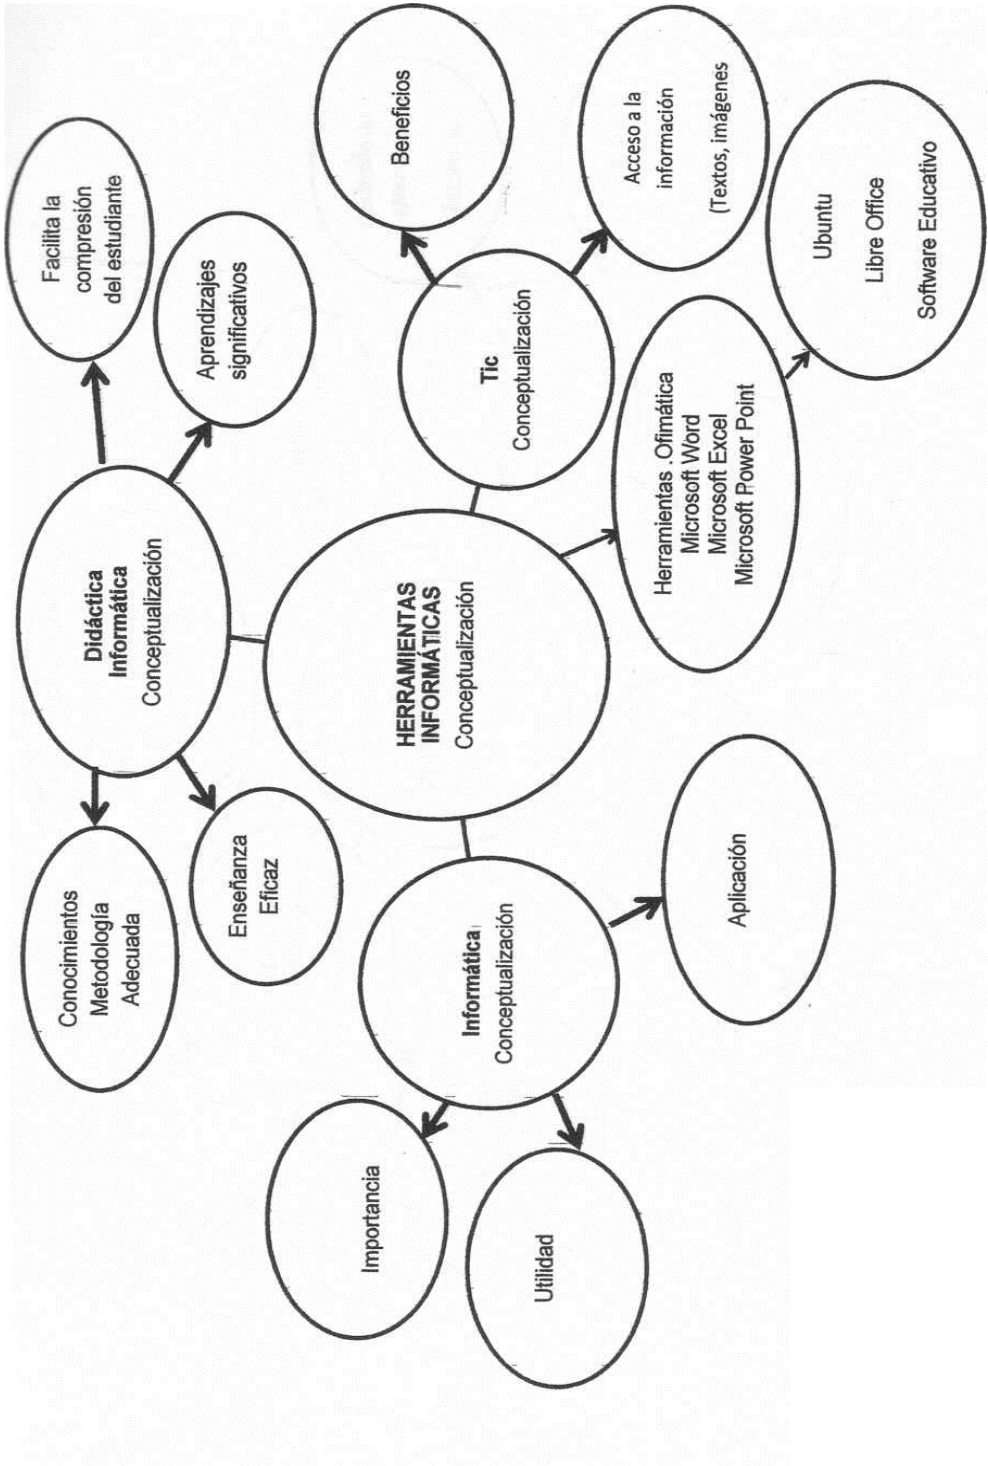 Conocimientos
Metodología
Adecuada
Enseñanza
Eficaz
Didáctica
Informática
Conceptualización
Facilita la
compresión
del estudiante
Aprendizajes
significativos
HERRAMIENTAS
INFORMÁTICAS
Conceptualización
Importancia
Utilidad
Informática
Conceptualización
Aplicación
Tic
Conceptualización
Beneficios
Acceso a la
información
(Textos, imágenes
Herramientas .Ofimática
Microsoft Word
Microsoft Excel
Microsoft Power Point
Ubuntu
Libre Office
Software Educativo